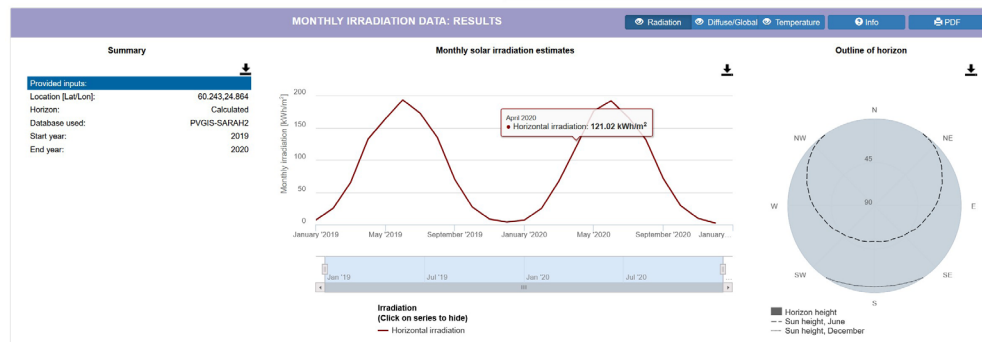 MONTHLY IRRADIATION DATA: RESULTS
Radiation
Diffuse/Global
Temperature
Info
PDF
Summary
Provided inputs:
Location [Lat/Lon]: 60.243,24.864
Horizon: Calculated
Database used: PVGIS-SARAH2
Start year: 2019
End year: 2020
Monthly solar irradiation estimates
Monthly irradiation [kWh/m²]
200
150
100
50
0
April 2020
● Horizontal irradiation: 121.02 kWh/m²
January '2019
May '2019
September '2019
January '2020
May '2020
September '2020
January…
Jan '19
Jul '19
Jan '20
Jul '20
Irradiation
(Click on series to hide)
Horizontal irradiation
Outline of horizon
N
NW
NE
45
W
90
E
SW
SE
S
Horizon height
Sun height, June
Sun height, December